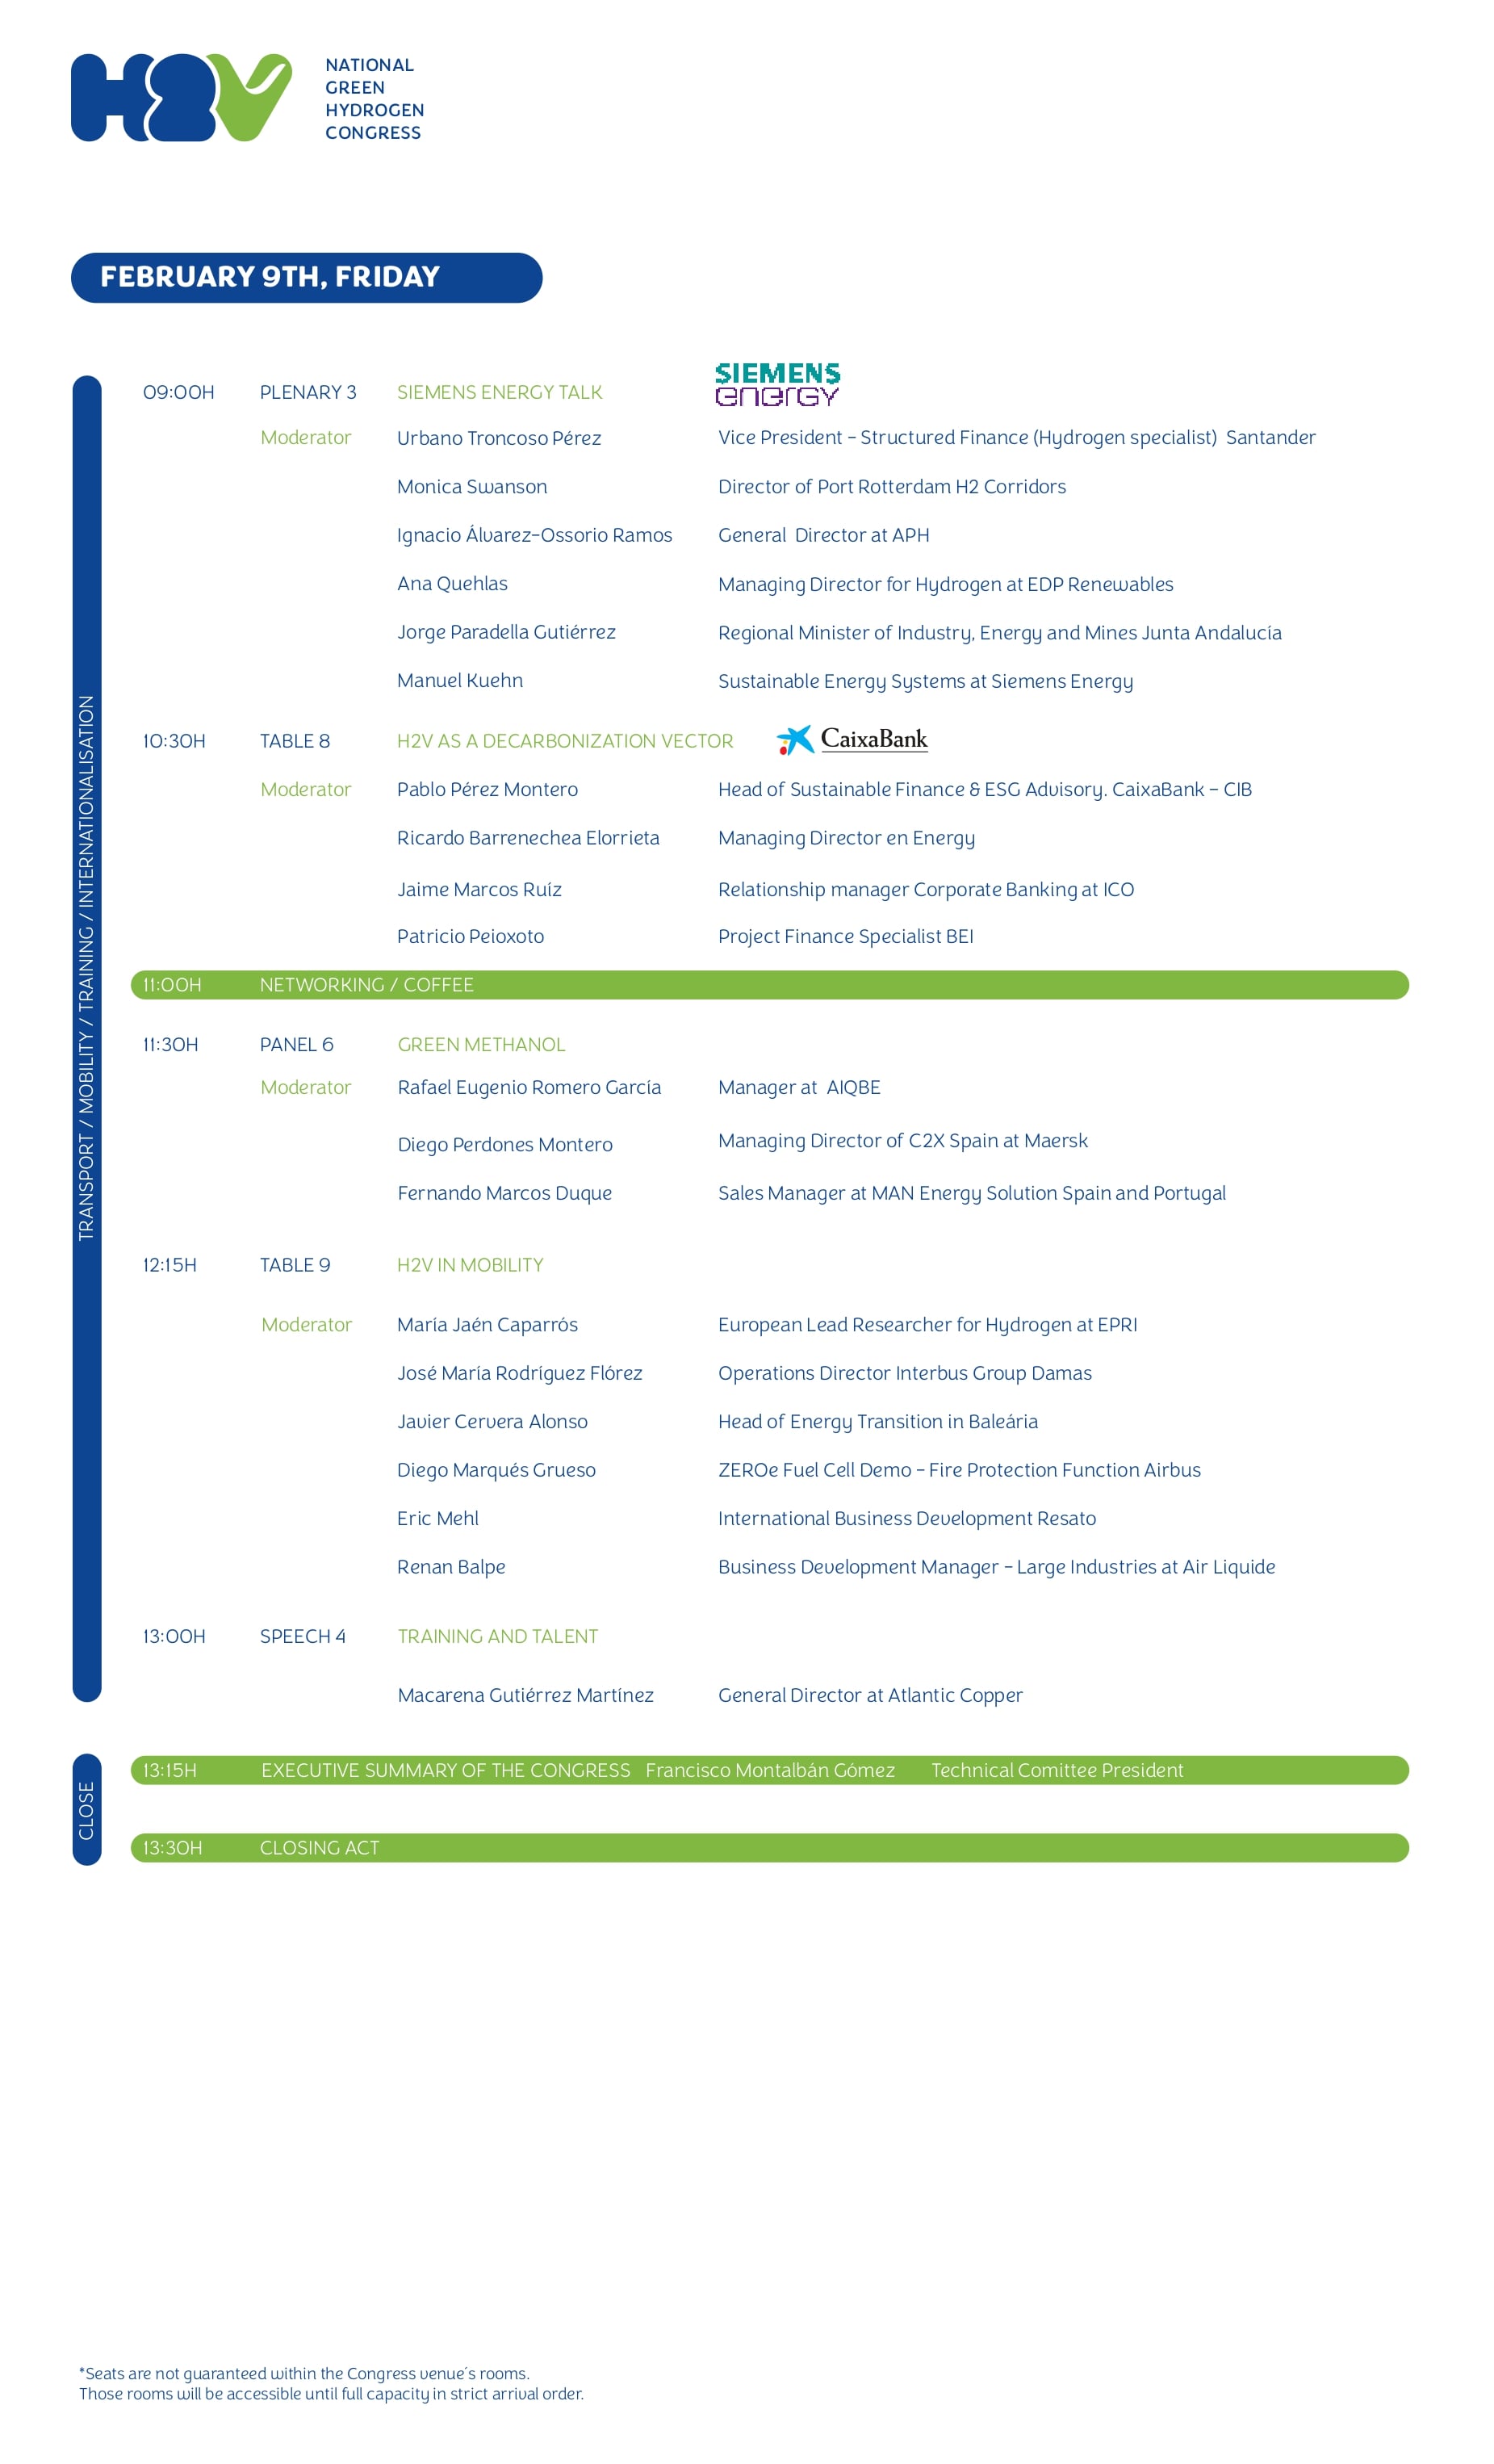 H2V
NATIONAL
GREEN
HYDROGEN
CONGRESS
FEBRUARY 9TH, FRIDAY
TRANSPORT / MOBILITY / TRAINING / INTERNATIONALISATION
09:00H PLENARY 3 SIEMENS ENERGY TALK SIEMENS energy
Moderator Urbano Troncoso Pérez Vice President - Structured Finance (Hydrogen specialist) Santander
Monica Swanson Director of Port Rotterdam H2 Corridors
Ignacio Álvarez-Ossorio Ramos General Director at APH
Ana Quehlas Managing Director for Hydrogen at EDP Renewables
Jorge Paradella Gutiérrez Regional Minister of Industry, Energy and Mines Junta Andalucía
Manuel Kuehn Sustainable Energy Systems at Siemens Energy
10:30H TABLE 8 H2V AS A DECARBONIZATION VECTOR CaixaBank
Moderator Pablo Pérez Montero Head of Sustainable Finance & ESG Advisory. CaixaBank – CIB
Ricardo Barrenechea Elorrieta Managing Director en Energy
Jaime Marcos Ruíz Relationship manager Corporate Banking at ICO
Patricio Peioxoto Project Finance Specialist BEI
11:00H NETWORKING / COFFEE
11:30H PANEL 6 GREEN METHANOL
Moderator Rafael Eugenio Romero García Manager at AIQBE
Diego Perdones Montero Managing Director of C2X Spain at Maersk
Fernando Marcos Duque Sales Manager at MAN Energy Solution Spain and Portugal
12:15H TABLE 9 H2V IN MOBILITY
Moderator María Jaén Caparrós European Lead Researcher for Hydrogen at EPRI
José María Rodríguez Flórez Operations Director Interbus Group Damas
Javier Cervera Alonso Head of Energy Transition in Baleária
Diego Marqués Grueso ZEROe Fuel Cell Demo - Fire Protection Function Airbus
Eric Mehl International Business Development Resato
Renan Balpe Business Development Manager - Large Industries at Air Liquide
13:00H SPEECH 4 TRAINING AND TALENT
Macarena Gutiérrez Martínez General Director at Atlantic Copper
CLOSE
13:15H EXECUTIVE SUMMARY OF THE CONGRESS Francisco Montalbán Gómez Technical Comittee President
13:30H CLOSING ACT
*Seats are not guaranteed within the Congress venue´s rooms.
Those rooms will be accessible until full capacity in strict arrival order.